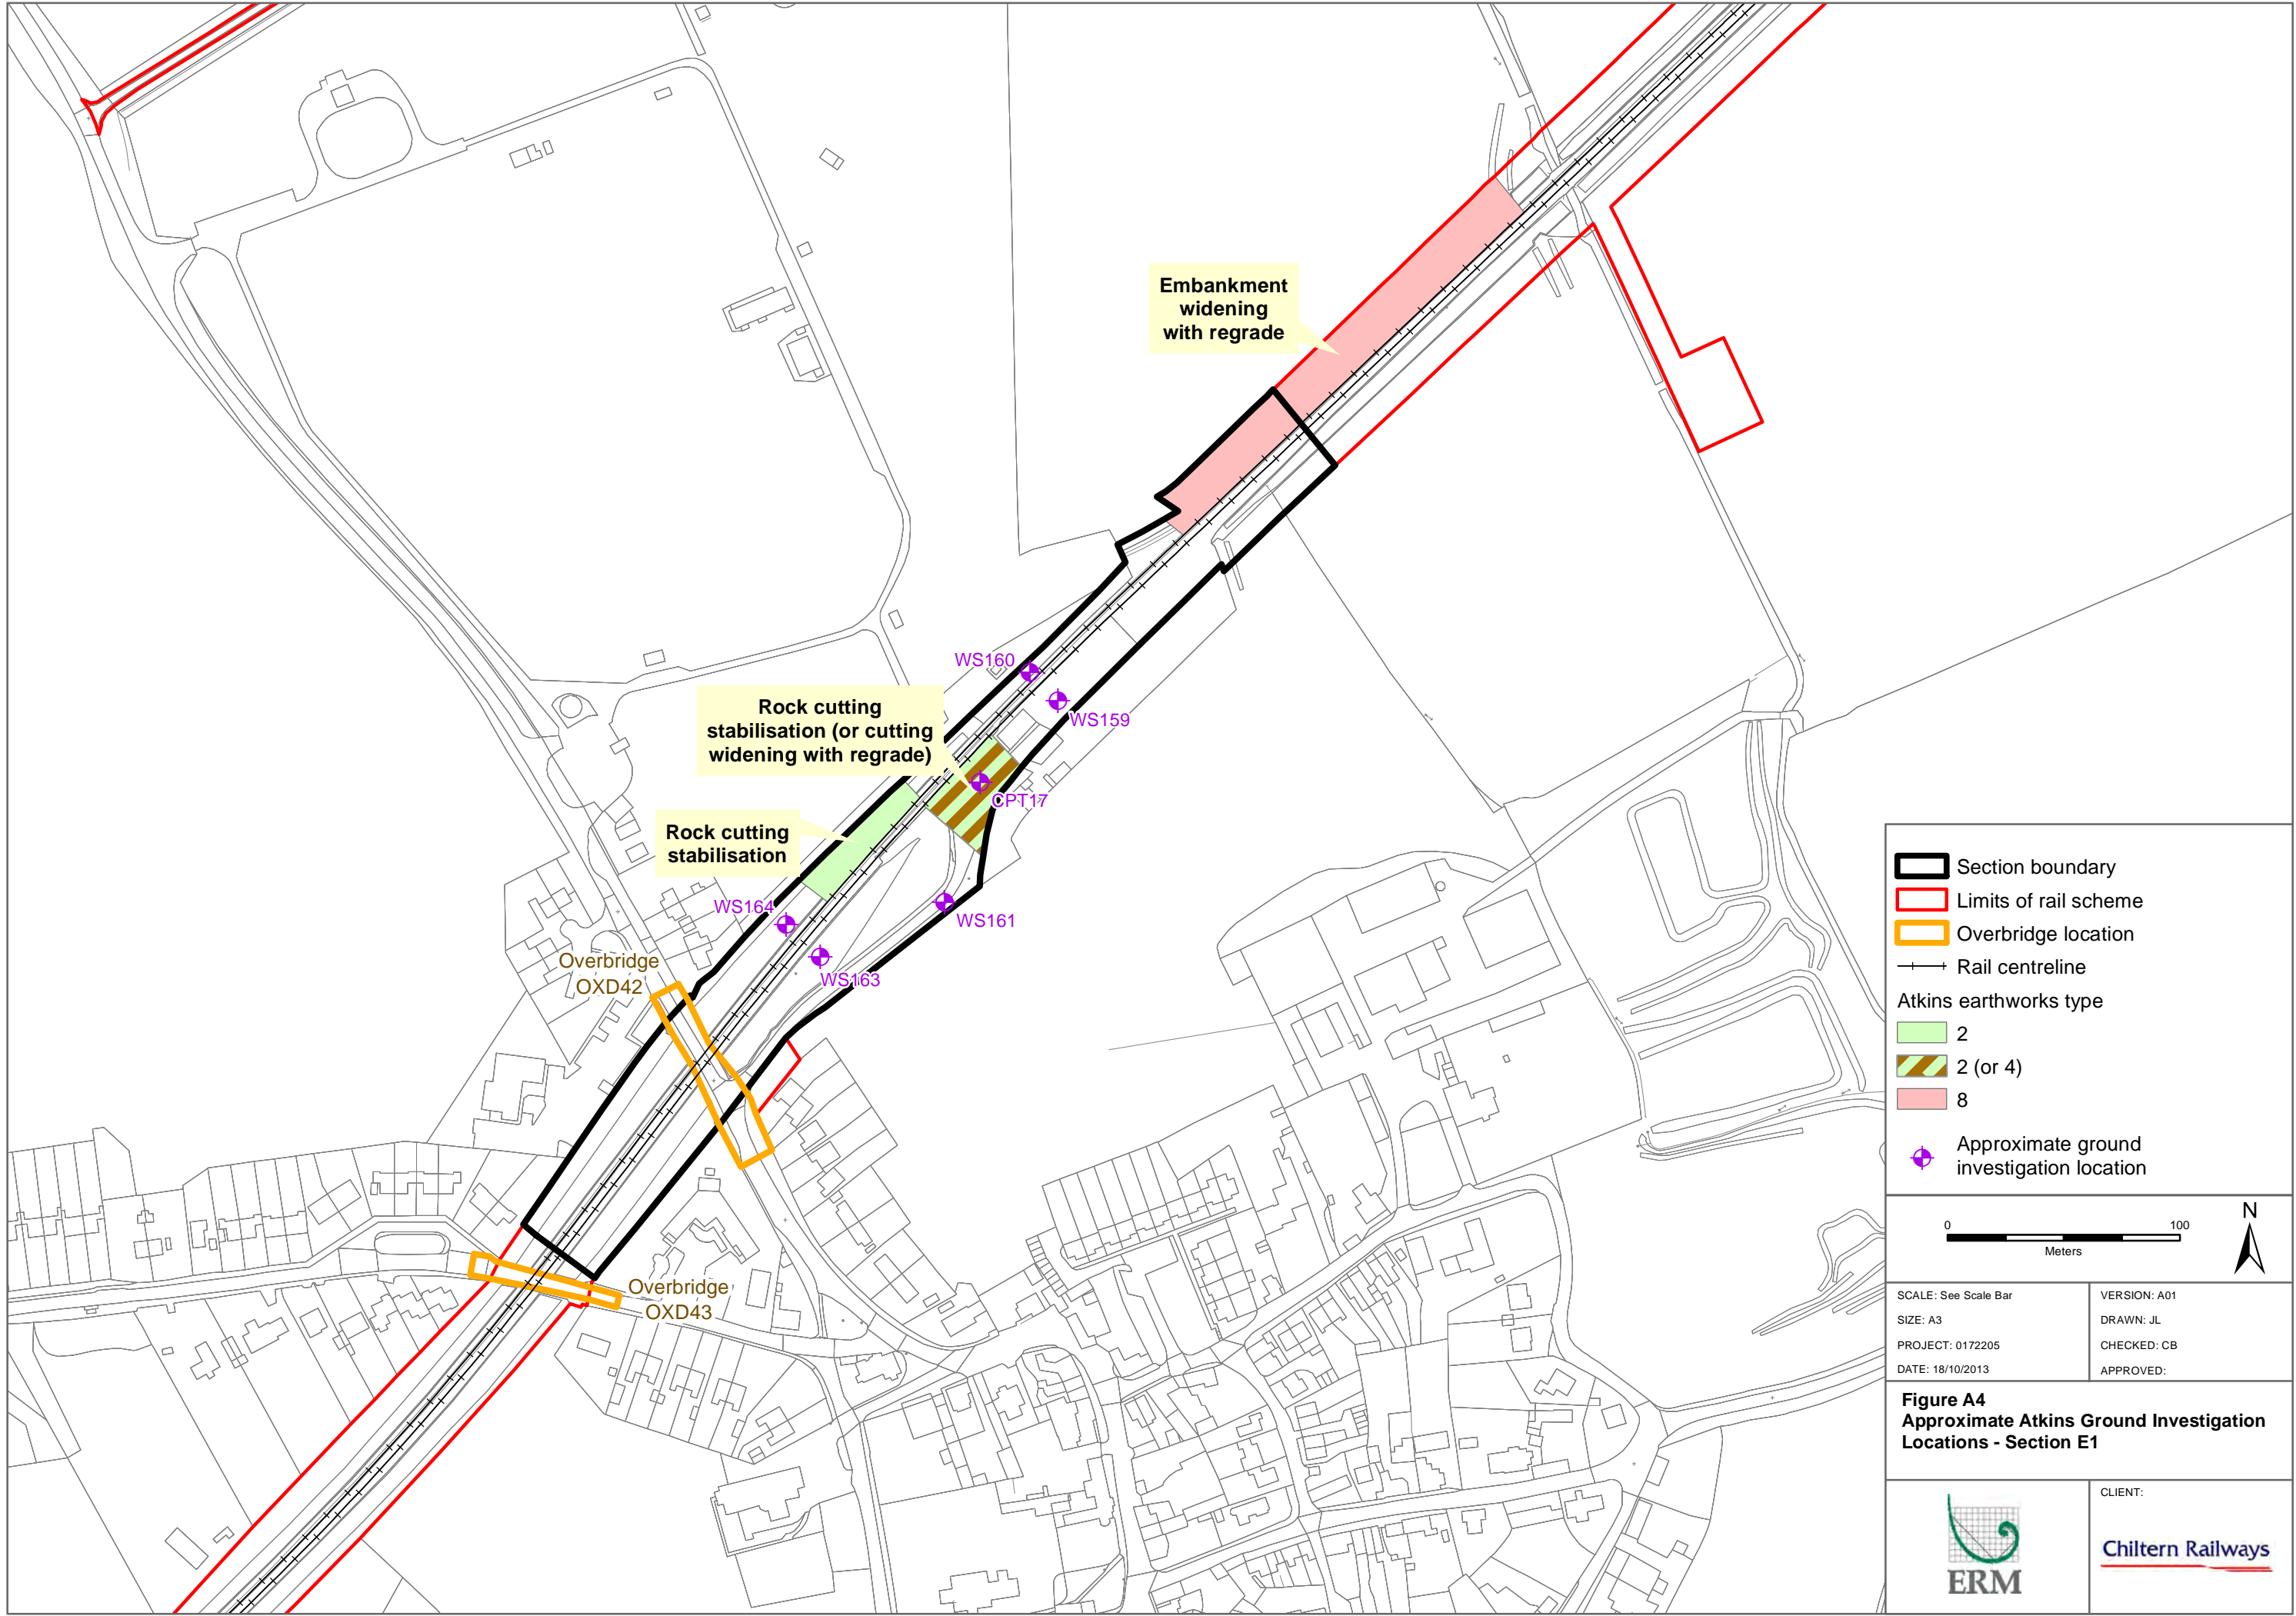 Embankment
widening
with regrade
WS160
WS159
Rock cutting
stabilisation (or cutting
widening with regrade)
CPT17
Rock cutting
stabilisation
WS164
WS161
WS163
Overbridge
OXD42
Overbridge
OXD43
Section boundary
Limits of rail scheme
Overbridge location
Rail centreline
Atkins earthworks type
2
2 (or 4)
8
Approximate ground
investigation location
0 100
Meters
N
SCALE: See Scale Bar
SIZE: A3
PROJECT: 0172205
DATE: 18/10/2013
VERSION: A01
DRAWN: JL
CHECKED: CB
APPROVED:
Figure A4
Approximate Atkins Ground Investigation
Locations - Section E1
ERM
CLIENT:
Chiltern Railways